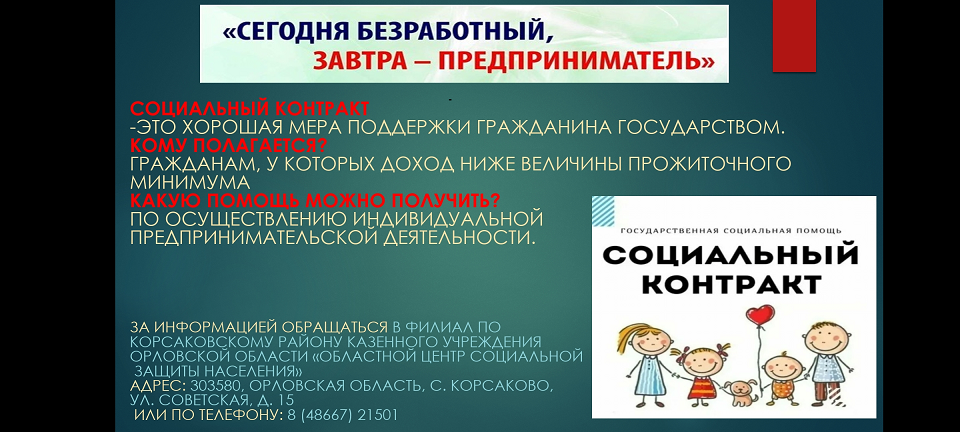 «СЕГОДНЯ БЕЗРАБОТНЫЙ,
ЗАВТРА – ПРЕДПРИНИМАТЕЛЬ»
СОЦИАЛЬНЫЙ КОНТРАКТ
-ЭТО ХОРОШАЯ МЕРА ПОДДЕРЖКИ ГРАЖДАНИНА ГОСУДАРСТВОМ.
КОМУ ПОЛАГАЕТСЯ?
ГРАЖДАНАМ, У КОТОРЫХ ДОХОД НИЖЕ ВЕЛИЧИНЫ ПРОЖИТОЧНОГО
МИНИМУМА
КАКУЮ ПОМОЩЬ МОЖНО ПОЛУЧИТЬ?
ПО ОСУЩЕСТВЛЕНИЮ ИНДИВИДУАЛЬНОЙ
ПРЕДПРИНИМАТЕЛЬСКОЙ ДЕЯТЕЛЬНОСТИ.
ГОСУДАРСТВЕННАЯ СОЦИАЛЬНАЯ ПОМОЩЬ
СОЦИАЛЬНЫЙ
КОНТРАКТ
ЗА ИНФОРМАЦИЕЙ ОБРАЩАТЬСЯ В ФИЛИАЛ ПО
КОРСАКОВСКОМУ РАЙОНУ КАЗЕННОГО УЧРЕЖДЕНИЯ
ОРЛОВСКОЙ ОБЛАСТИ «ОБЛАСТНОЙ ЦЕНТР СОЦИАЛЬНОЙ
ЗАЩИТЫ НАСЕЛЕНИЯ»
АДРЕС: 303580, ОРЛОВСКАЯ ОБЛАСТЬ, С. КОРСАКОВО,
УЛ. СОВЕТСКАЯ, Д. 15
ИЛИ ПО ТЕЛЕФОНУ: 8 (48667) 21501